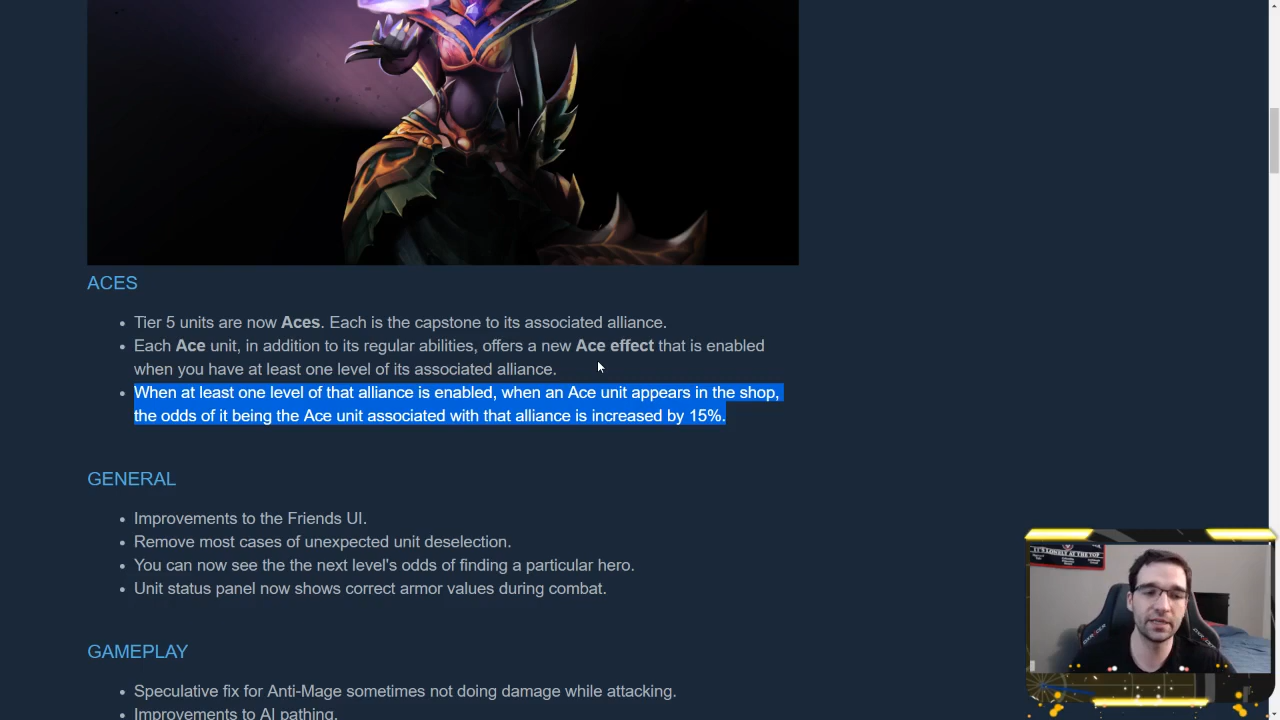 ACES
Tier 5 units are now Aces. Each is the capstone to its associated alliance.
Each Ace unit, in addition to its regular abilities, offers a new Ace effect that is enabled
when you have at least one level of its associated alliance.
When at least one level of that alliance is enabled, when an Ace unit appears in the shop,
the odds of it being the Ace unit associated with that alliance is increased by 15%.
GENERAL
Improvements to the Friends UI.
Remove most cases of unexpected unit deselection.
You can now see the the next level's odds of finding a particular hero.
Unit status panel now shows correct armor values during combat.
GAMEPLAY
Speculative fix for Anti-Mage sometimes not doing damage while attacking.
Improvements to AI pathing.
IT'S LONELY AT THE TOP